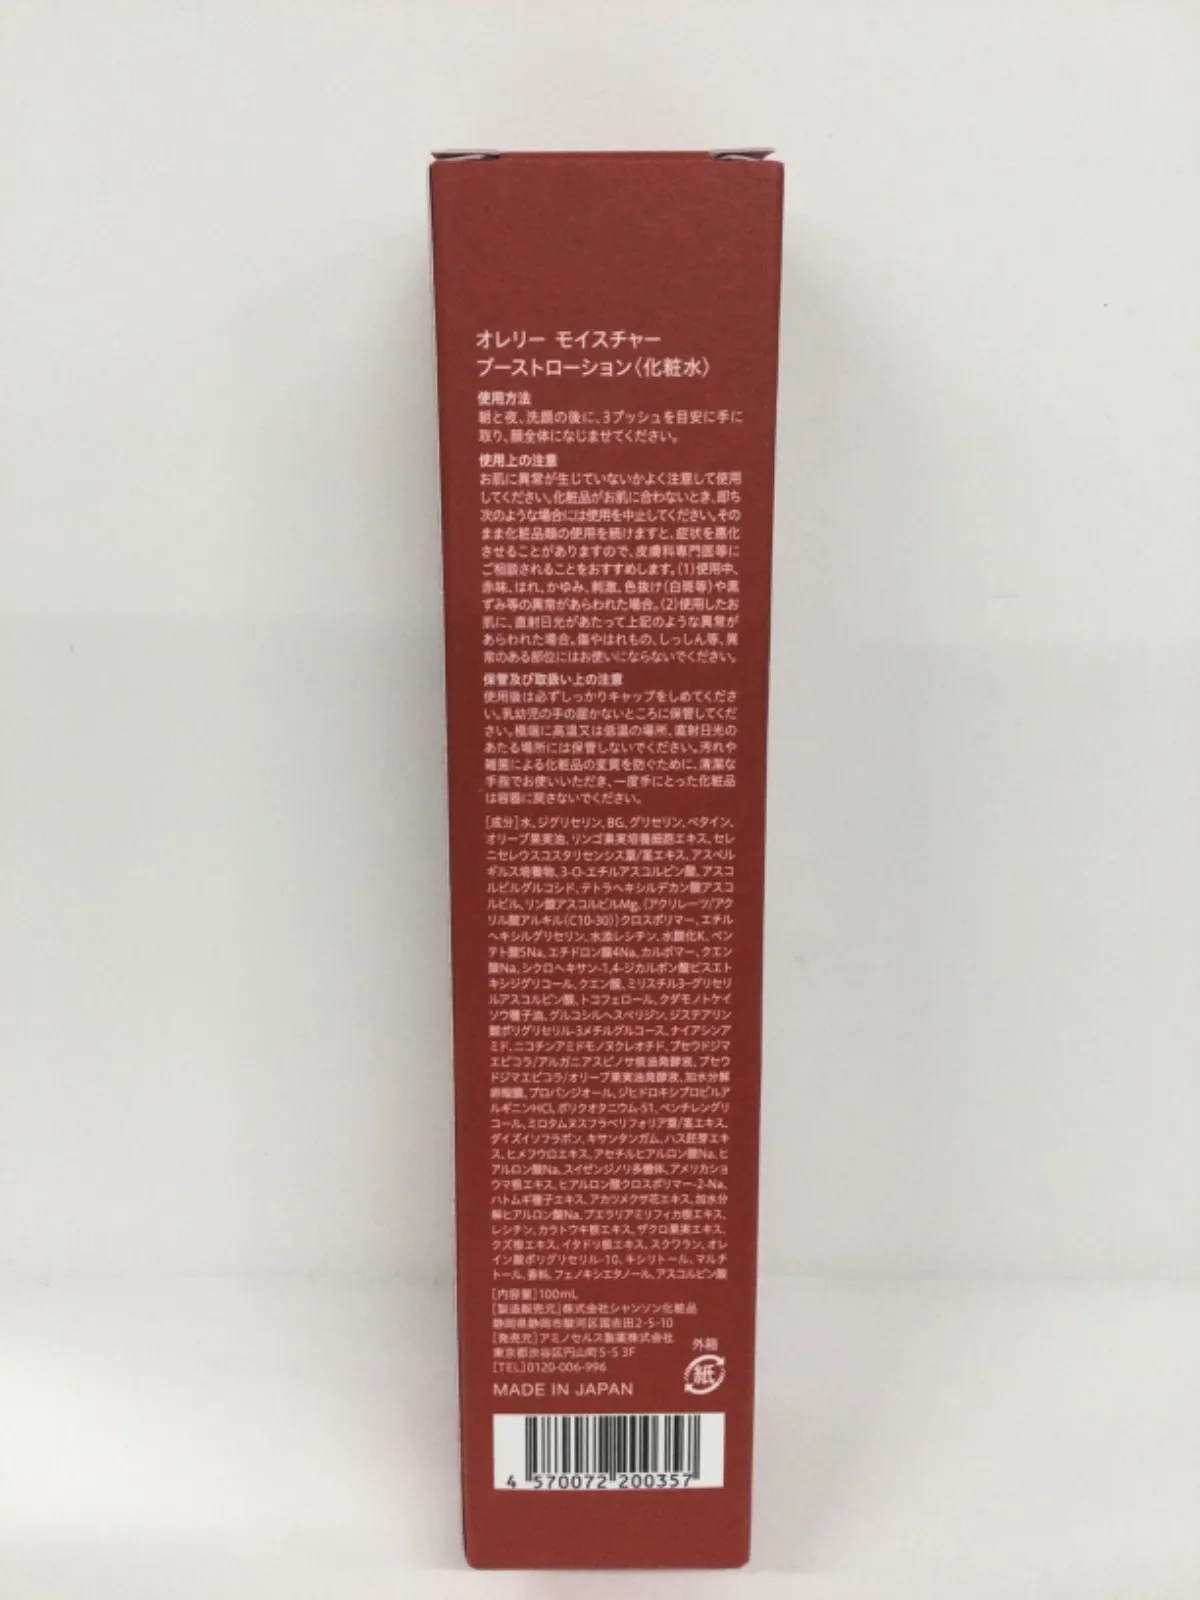 オレリー モイスチャー
ブーストローション〈化粧水〉
使用方法
朝と夜、洗顔の後に、3プッシュを目安に手に
取り、顔全体になじませてください。
使用上の注意
お肌に異常が生じていないかよく注意して使用
してください。化粧品がお肌に合わないとき、即ち
次のような場合には使用を中止してください。その
まま化粧品類の使用を続けますと、症状を悪化
させることがありますので、皮膚科専門医等に
ご相談されることをおすすめします。(1)使用中、
赤味、はれ、かゆみ、刺激、色抜け(白斑等)や黒
ずみ等の異常があらわれた場合。(2)使用したお
肌に、直射日光があたって上記のような異常が
あらわれた場合。傷やはれもの、しっしん等、異
常のある部位にはお使いにならないでください。
保管及び取扱い上の注意
使用後は必ずしっかりキャップをしめてくださ
い。乳幼児の手の届かないところに保管してくだ
さい。極端に高温又は低温の場所、直射日光の
あたる場所には保管しないでください。汚れや
雑菌による化粧品の変質を防ぐために、清潔な
手指でお使いいただき、一度手にとった化粧品
は容器に戻さないでください。
[成分]水、ジグリセリン、BG、グリセリン、ベタイン、
オリーブ果実油、リンゴ果実培養細胞エキス、セレ
ニセレウスコスタリセンシス葉/茎エキス、アスペル
ギルス培養物、3-O-エチルアスコルビン酸、アスコ
ルビルグルコシド、テトラヘキシルデカン酸アスコ
ルビル、リン酸アスコルビルMg、(アクリレーツ/アク
リル酸アルキル(C10-30))クロスポリマー、エチル
ヘキシルグリセリン、水添レシチン、水酸化K、ペン
テト酸5Na、エチドロン酸4Na、カルボマー、クエン
酸Na、シクロヘキサン-1,4-ジカルボン酸ビスエト
キシジグリコール、クエン酸、ミリスチル3-グリセリ
ルアスコルビン酸、トコフェロール、クダモノトケイ
ソウ種子油、グルコシルヘスペリジン、ジステアリン
酸ポリグリセリル-3メチルグルコース、ナイアシンア
ミド、ニコチンアミドモノヌクレオチド、プセウドジマ
エピコラ/アルガニアスピノサ核油発酵液、プセウ
ドジマエピコラ/オリーブ果実油発酵液、加水分解
卵殻膜、プロパンジオール、ジヒドロキシプロピルア
ルギニンHCl、ポリクオタニウム-51、ペンチレングリ
コール、ミロタムヌスフラベリフォリア葉/茎エキス、
ダイズイソフラボン、キサンタンガム、ハス胚芽エキ
ス、ヒメフウロエキス、アセチルヒアルロン酸Na、ヒ
アルロン酸Na、スイゼンジノリ多糖体、アメリカショ
ウマ根エキス、ヒアルロン酸クロスポリマー-2-Na、
ハトムギ種子エキス、アカツメクサ花エキス、加水分
解ヒアルロン酸Na、プエラリアミリフィカ根エキス、
レシチン、カラトウキ根エキス、ザクロ果実エキス、
クズ根エキス、イタドリ根エキス、スクワラン、オレ
イン酸ポリグリセリル-10、キシリトール、マルチ
トール、香料、フェノキシエタノール、アスコルビン酸
[内容量]100mL
[製造販売元]株式会社シャンソン化粧品
静岡県静岡市駿河区国吉田2-5-10
[発売元]アミノセルス製薬株式会社
東京都渋谷区円山町5-5 3F
[TEL]0120-006-996
MADE IN JAPAN
外箱
紙
4 570072 200357